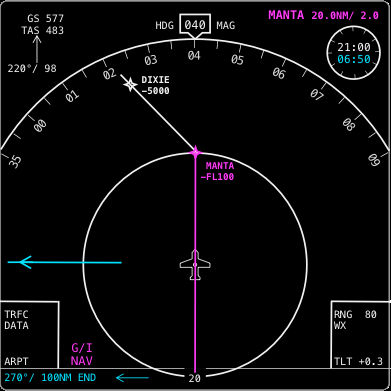 GS 577
TAS 483
220°/ 98
HDG 040 MAG
MANTA 20.0NM/ 2.0
21:00
06:50
35
00
01
02
03
04
05
06
07
08
09
DIXIE
-5000
MANTA
-FL100
TRFC
DATA
ARPT
G/I
NAV
RNG 80
WX
TLT +0.3
270°/ 100NM END
20